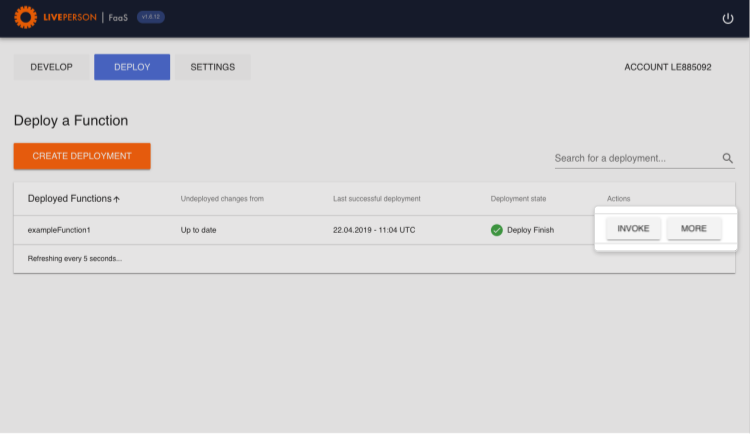 LIVEPERSON | FaaS v1.0.12
DEVELOP DEPLOY SETTINGS ACCOUNT LE885092
Deploy a Function
CREATE DEPLOYMENT
Search for a deployment...
Deployed Functions Undeployed changes from Last successful deployment Deployment state Actions
exampleFunction1 Up to date 22.04.2019 - 11:04 UTC Deploy Finish INVOKE MORE
Refreshing every 5 seconds...